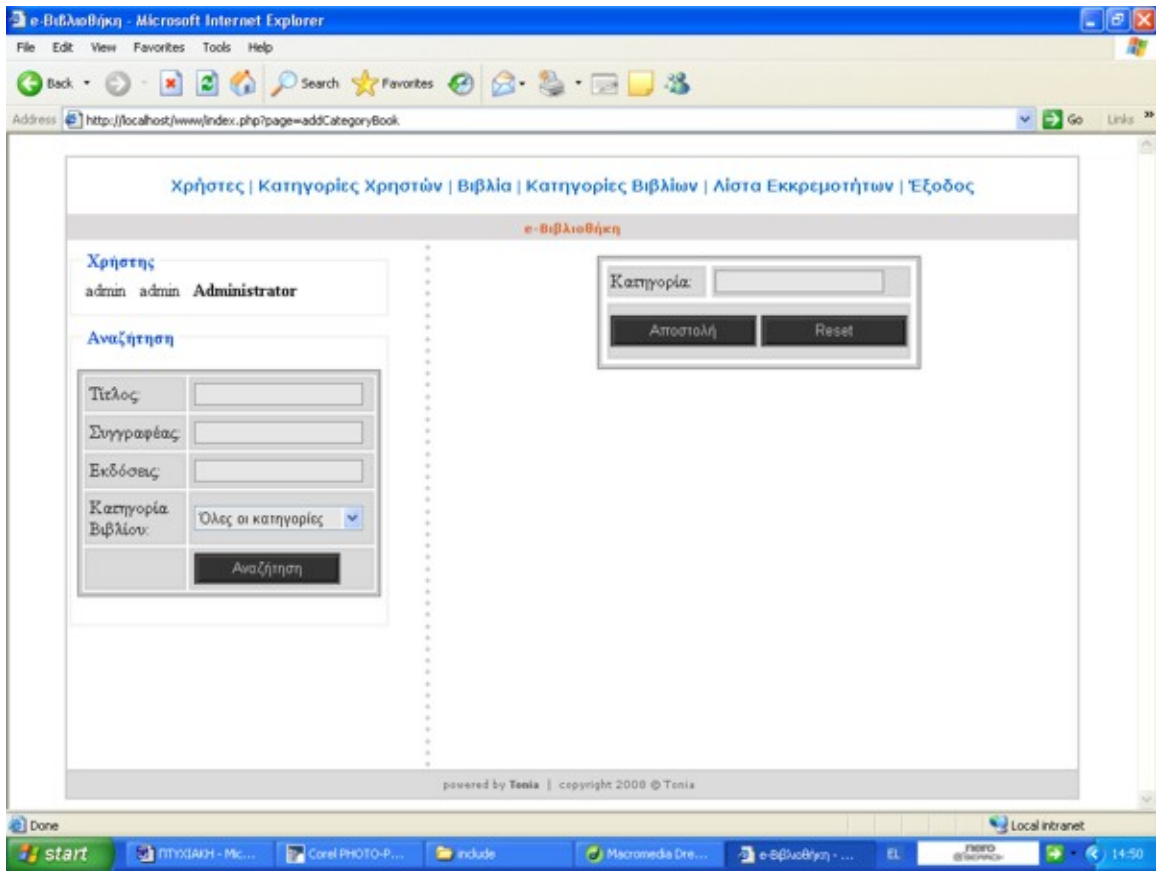 e-Βιβλιοθήκη - Microsoft Internet Explorer
File Edit View Favorites Tools Help
Back Search Favorites
Address http://localhost/www/index.php?page=addCategoryBook Go Links
Χρήστες | Κατηγορίες Χρηστών | Βιβλία | Κατηγορίες Βιβλίων | Λίστα Εκκρεμοτήτων | Έξοδος
e-Βιβλιοθήκη
Χρήστης
admin admin Administrator
Αναζήτηση
Τίτλος:
Συγγραφέας:
Εκδόσεις:
Κατηγορία
Βιβλίου:
Όλες οι κατηγορίες
Αναζήτηση
Κατηγορία:
Αποστολή Reset
powered by Tonia | copyright 2008 @ Tonia
Done Local intranet
start ΠΤΥΧΙΑΚΗ - Mic... Corel PHOTO-P... include Macromedia Dre... e-Βιβλιοθήκη - ... EL nero 14:50